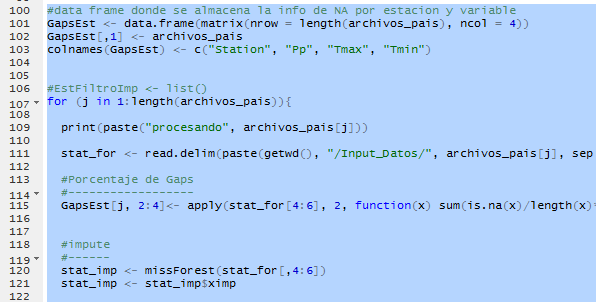 100 #data frame donde se almacena la info de NA por estacion y variable
101 GapsEst <- data.frame(matrix(nrow = length(archivos_pais), ncol = 4))
102 GapsEst[,1] <- archivos_pais
103 colnames(GapsEst) <- c("Station", "Pp", "Tmax", "Tmin")
104
105
106 #EstFiltroImp <- list()
107 for (j in 1:length(archivos_pais)){
108
109 print(paste("procesando", archivos_pais[j]))
110
111 stat_for <- read.delim(paste(getwd(), "/Input_Datos/", archivos_pais[j], sep
112
113 #Porcentaje de Gaps
114 #-----------------
115 GapsEst[j, 2:4]<- apply(stat_for[4:6], 2, function(x) sum(is.na(x)/length(x)
116
117
118 #impute
119 #------
120 stat_imp <- missForest(stat_for[,4:6])
121 stat_imp <- stat_imp$ximp
122